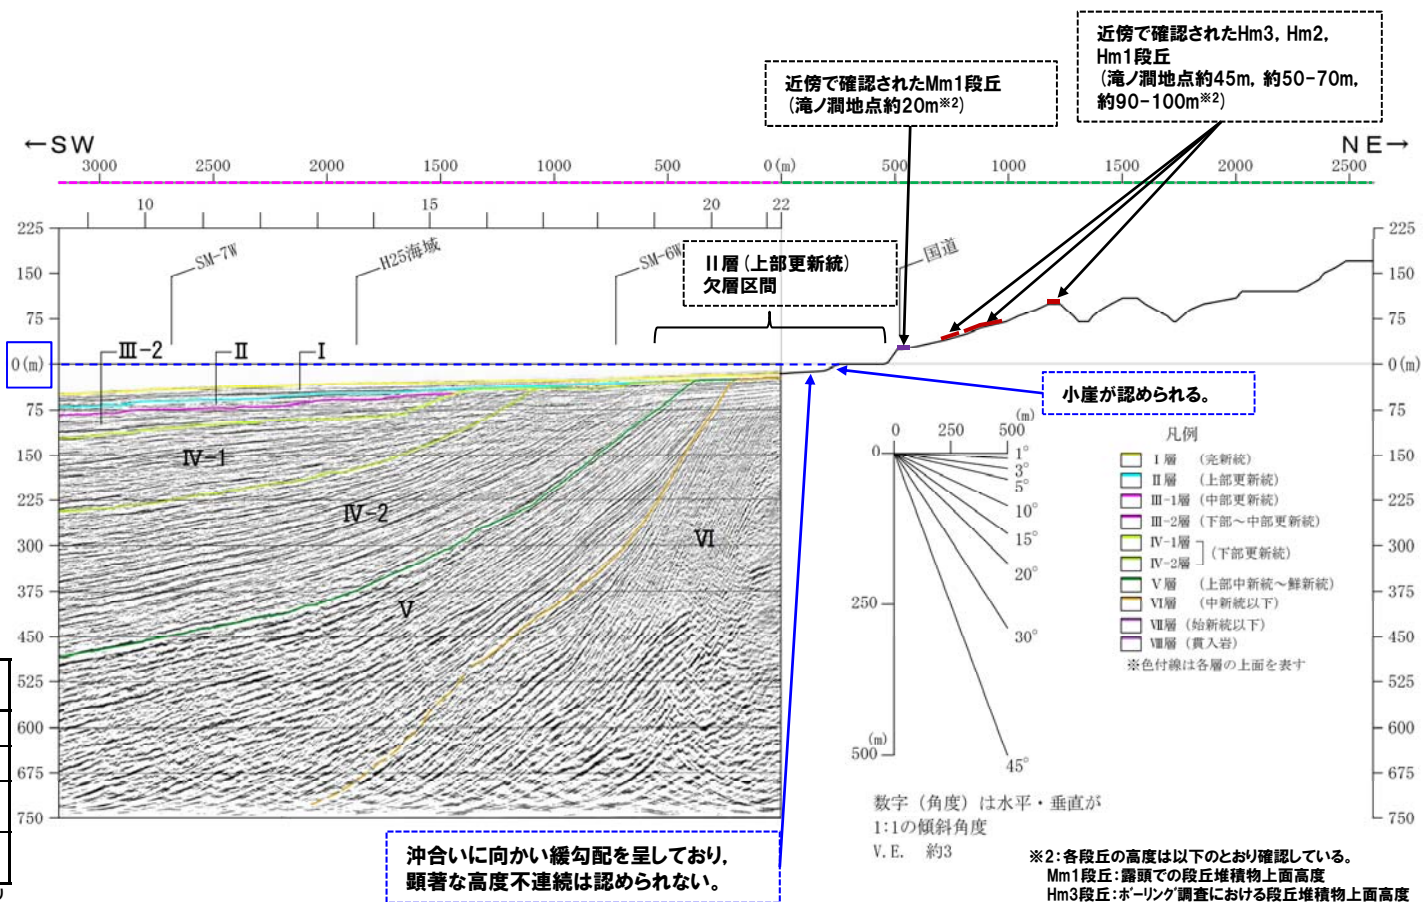 近傍で確認されたHm3, Hm2,
Hm1段丘
(滝ノ澗地点約45m, 約50-70m,
約90-100m※2)
近傍で確認されたMm1段丘
(滝ノ澗地点約20m※2)
←SW
NE→
3000 2500 2000 1500 1000 500 0(m) 500 1000 1500 2000 2500
10 15 20 22
225
150
75
0(m)
75
150
225
300
375
450
525
600
675
750
SM-7W
H25海域
SM-6W
国道
II層(上部更新統)
欠層区間
III-2
II
I
IV-1
IV-2
V
VI
225
150
75
0(m)
75
150
225
300
375
450
525
600
675
750
小崖が認められる。
(m)
0 250 500
0
250
(m)
500
1°
3°
5°
10°
15°
20°
30°
45°
凡例
I層 (完新統)
II層 (上部更新統)
III-1層 (中部更新統)
III-2層 (下部~中部更新統)
IV-1層
IV-2層
(下部更新統)
V層 (上部中新統~鮮新統)
VI層 (中新統以下)
VII層 (始新統以下)
VIII層 (貫入岩)
※色付線は各層の上面を表す
数字(角度)は水平・垂直が
1:1の傾斜角度
V.E. 約3
沖合いに向かい緩勾配を呈しており,
顕著な高度不連続は認められない。
※2:各段丘の高度は以下のとおり確認している。
Mm1段丘:露頭での段丘堆積物上面高度
Hm3段丘:ボーリング調査における段丘堆積物上面高度